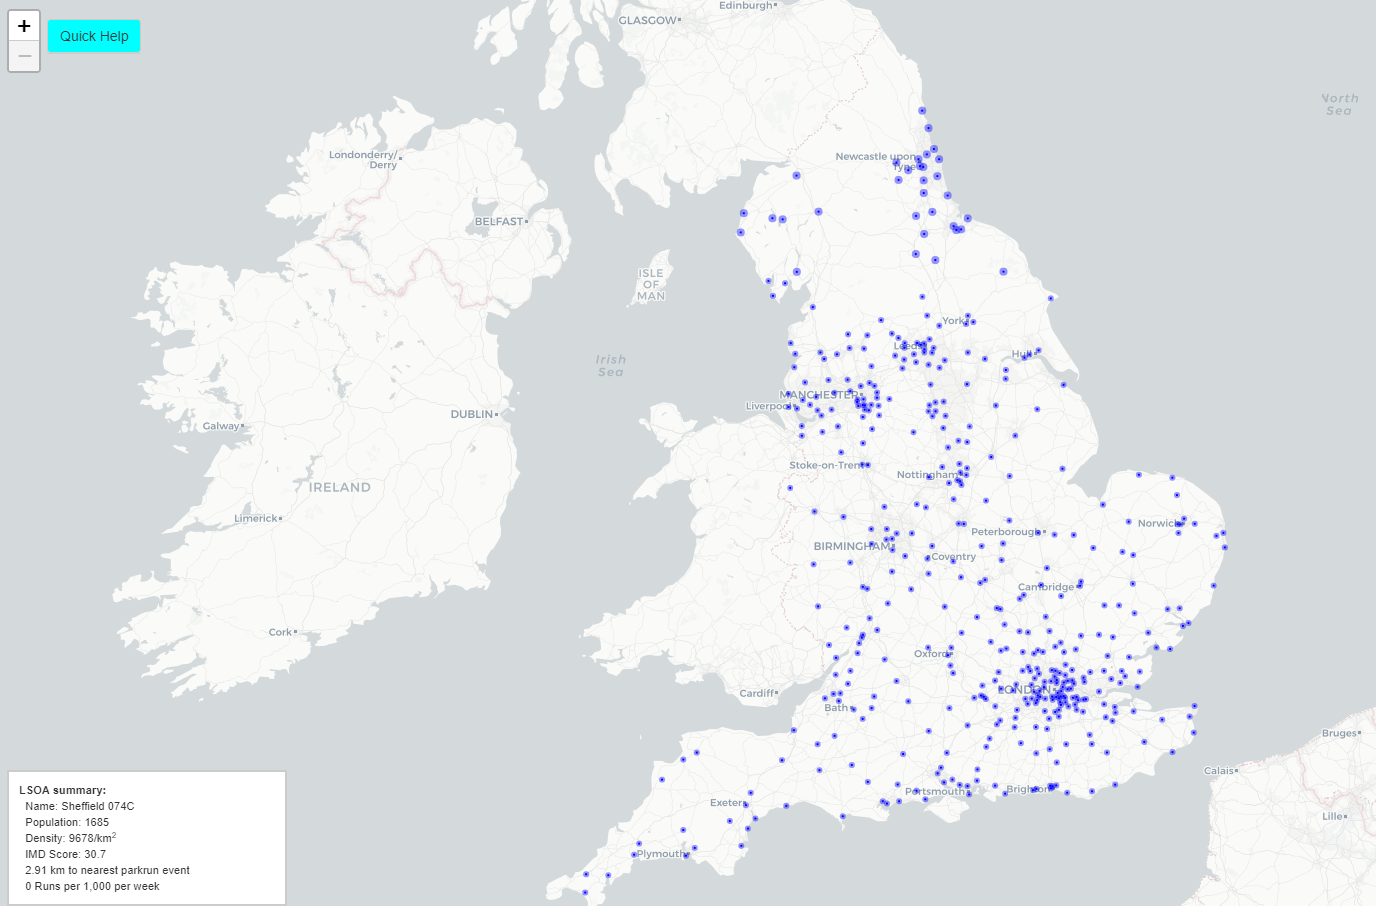 +
Quick Help
−
Edinburgh
GLASGOW
North
Sea
Londonderry/
Derry
Newcastle upon
Tyne
BELFAST
ISLE
OF
MAN
York
Leeds
Hull
Irish
Sea
MANCHESTER
Liverpool
DUBLIN
Galway
Stoke-on-Trent
Nottingham
IRELAND
Limerick
Norwich
Peterborough
BIRMINGHAM
Coventry
Cambridge
Cork
Oxford
Cardiff
LONDON
Bath
Bruges
Calais
Portsmouth
Brighton
Exeter
Lille
Plymouth
LSOA summary:
Name: Sheffield 074C
Population: 1685
Density: 9678/km²
IMD Score: 30.7
2.91 km to nearest parkrun event
0 Runs per 1,000 per week